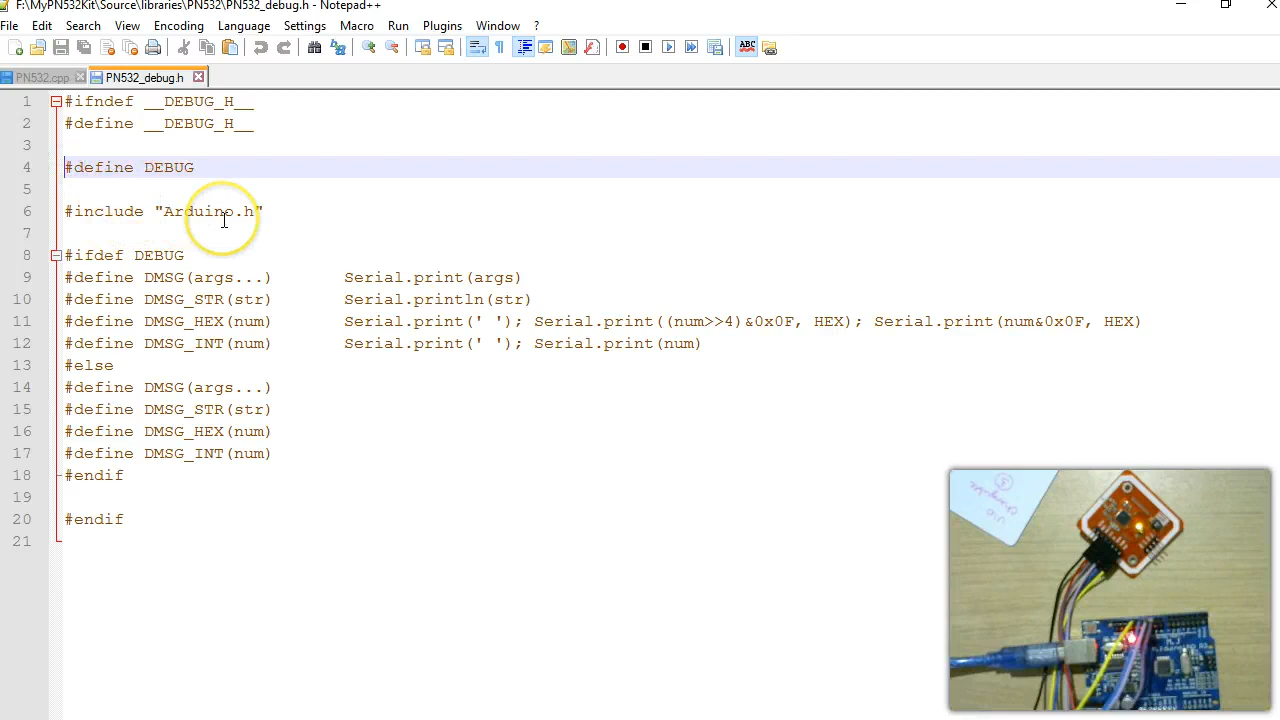 F:\MyPN532Kit\Source\libraries\PN532\PN532_debug.h - Notepad++
File Edit Search View Encoding Language Settings Macro Run Plugins Window ?
ABC
PN532.cpp PN532_debug.h
1 #ifndef __DEBUG_H__
2 #define __DEBUG_H__
3
4 #define DEBUG
5
6 #include "Arduino.h"
7
8 #ifdef DEBUG
9 #define DMSG(args...) Serial.print(args)
10 #define DMSG_STR(str) Serial.println(str)
11 #define DMSG_HEX(num) Serial.print(' '); Serial.print((num>>4)&0x0F, HEX); Serial.print(num&0x0F, HEX)
12 #define DMSG_INT(num) Serial.print(' '); Serial.print(num)
13 #else
14 #define DMSG(args...)
15 #define DMSG_STR(str)
16 #define DMSG_HEX(num)
17 #define DMSG_INT(num)
18 #endif
19
20 #endif
21